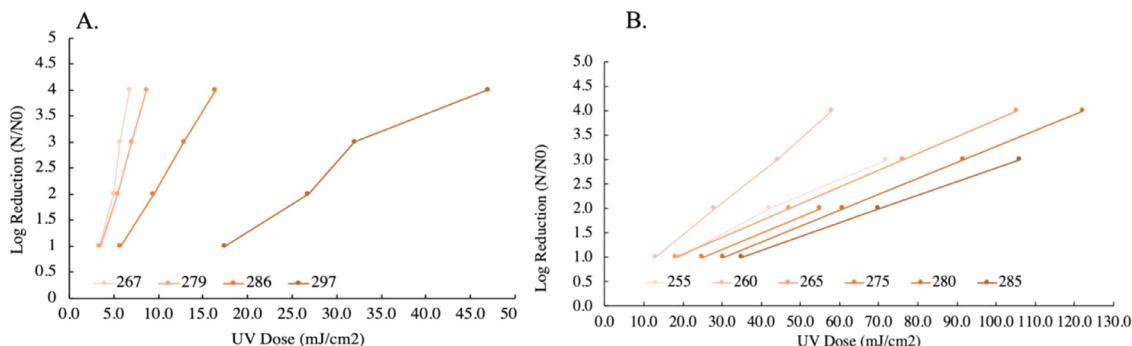 A.
5
4.5
4
3.5
3
2.5
2
1.5
1
0.5
0
Log Reduction (N/N0)
267 279 286 297
0.0 5.0 10.0 15.0 20.0 25.0 30.0 35.0 40.0 45.0 50
UV Dose (mJ/cm2)
B.
5.0
4.5
4.0
3.5
3.0
2.5
2.0
1.5
1.0
0.5
0.0
Log Reduction (N/N0)
255 260 265 275 280 285
0.0 10.0 20.0 30.0 40.0 50.0 60.0 70.0 80.0 90.0 100.0 110.0 120.0 130.0
UV Dose (mJ/cm2)